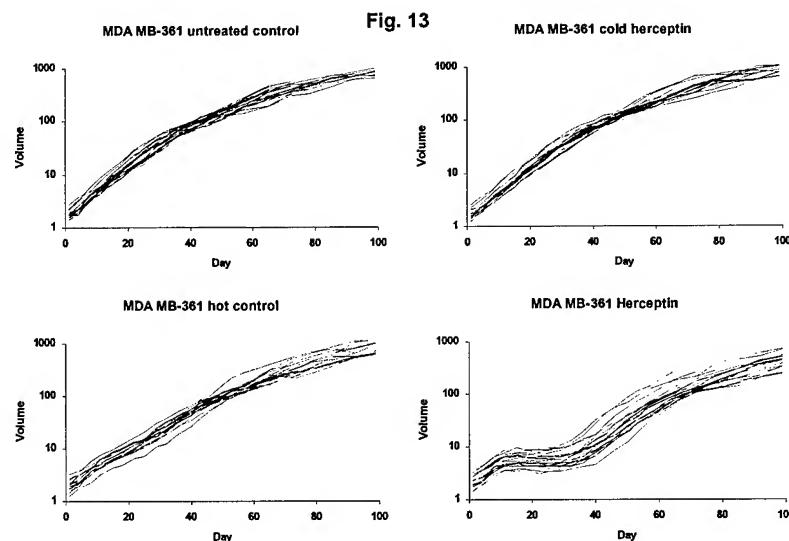 Fig. 13
MDA MB-361 untreated control
1000
100
10
1
Volume
0 20 40 60 80 100
Day
MDA MB-361 cold herceptin
1000
100
10
1
Volume
0 20 40 60 80 100
Day
MDA MB-361 hot control
1000
100
10
1
Volume
0 20 40 60 80 100
Day
MDA MB-361 Herceptin
1000
100
10
1
Volume
0 20 40 60 80 10
Day